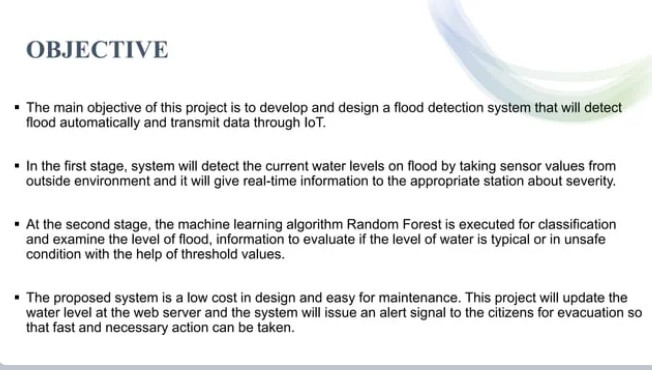 OBJECTIVE
▪ The main objective of this project is to develop and design a flood detection system that will detect
flood automatically and transmit data through IoT.
▪ In the first stage, system will detect the current water levels on flood by taking sensor values from
outside environment and it will give real-time information to the appropriate station about severity.
▪ At the second stage, the machine learning algorithm Random Forest is executed for classification
and examine the level of flood, information to evaluate if the level of water is typical or in unsafe
condition with the help of threshold values.
▪ The proposed system is a low cost in design and easy for maintenance. This project will update the
water level at the web server and the system will issue an alert signal to the citizens for evacuation so
that fast and necessary action can be taken.